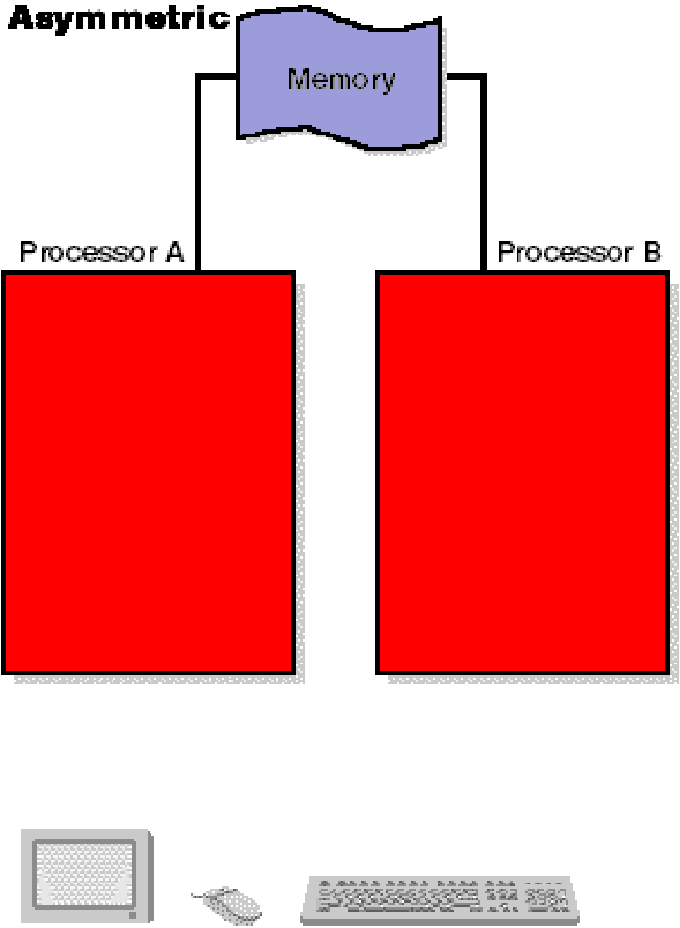 Asymmetric
Memory
Processor A
Processor B